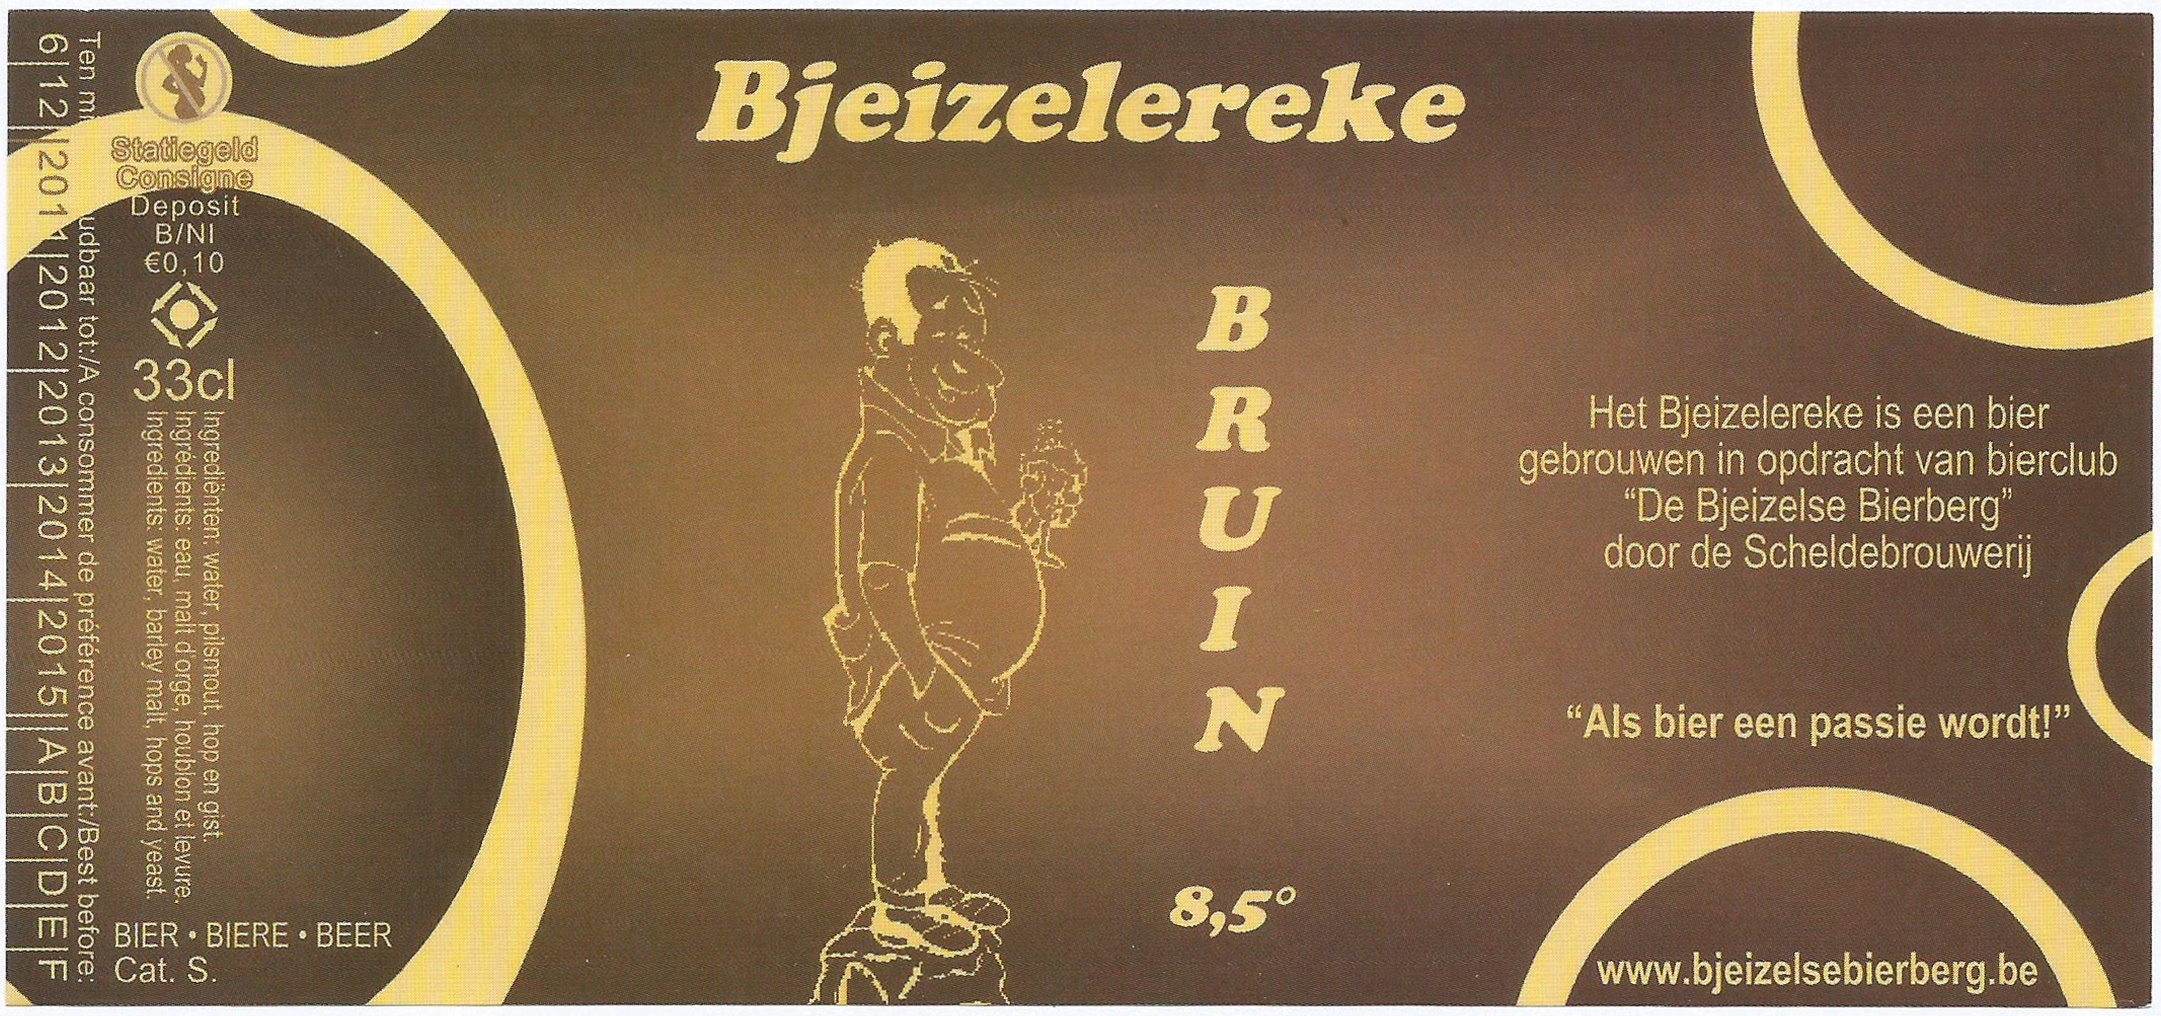 Bjeizelereke
BRUIN
8,5°
Statiegeld
Consigne
Deposit
B/Nl
€0,10
33cl
Ingrediënten: water, pilsmout, hop en gist.
Ingrédients: eau, malt d'orge, houblon et levure.
Ingredients: water, barley malt, hops and yeast.
Ten udbaar tot:/A consommer de préférence avant:/Best before:
6|12|2011|2012|2013|2014|2015||A|B|C|D|E|F
BIER • BIERE • BEER
Cat. S.
Het Bjeizelereke is een bier
gebrouwen in opdracht van bierclub
“De Bjeizelse Bierberg”
door de Scheldebrouwerij
“Als bier een passie wordt!”
www.bjeizelsebierberg.be